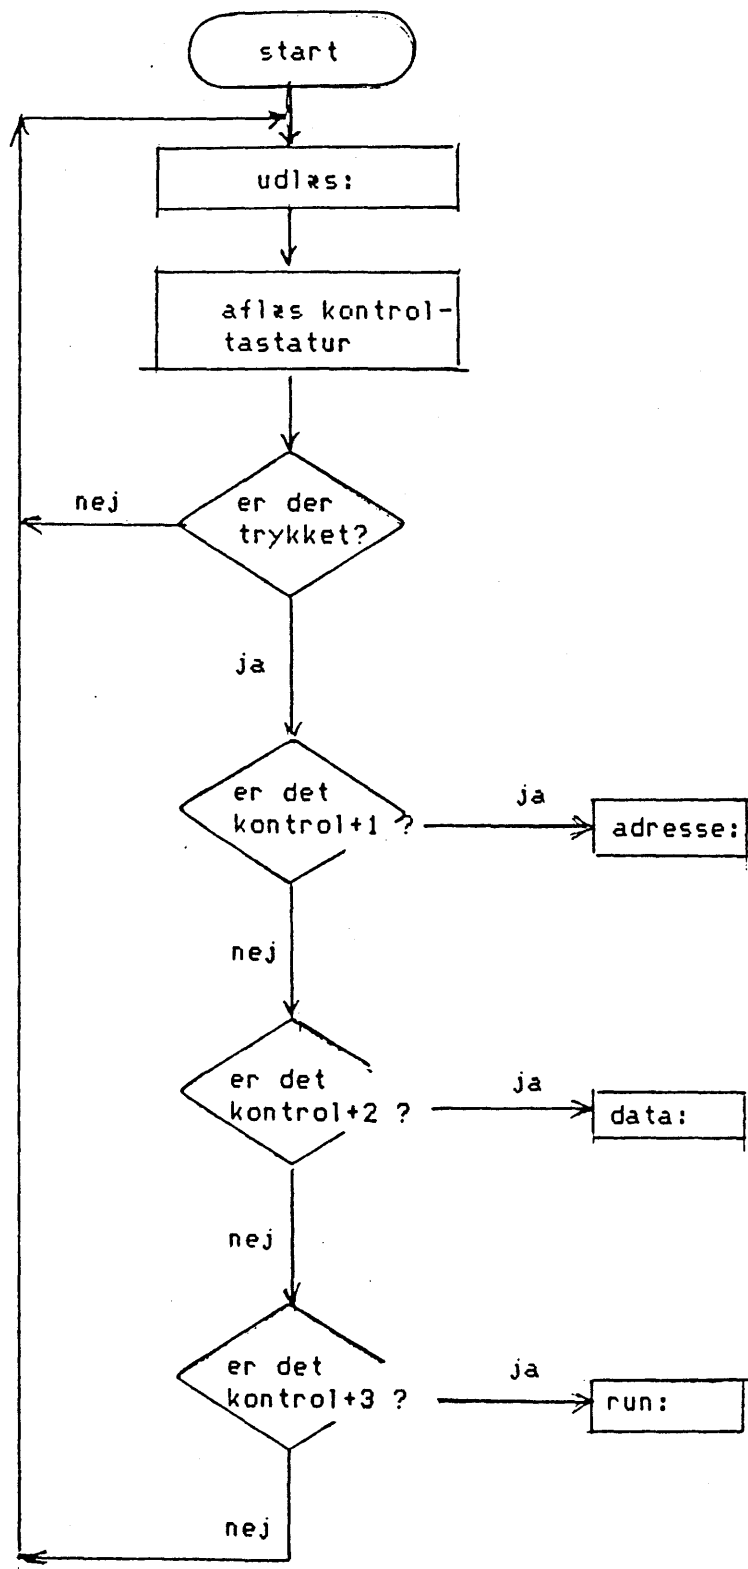 start
udlæs:
aflæs kontrol-
tastatur
nej
er der
trykket?
ja
er det
kontrol+1 ?
ja
adresse:
nej
er det
kontrol+2 ?
ja
data:
nej
er det
kontrol+3 ?
ja
run:
nej